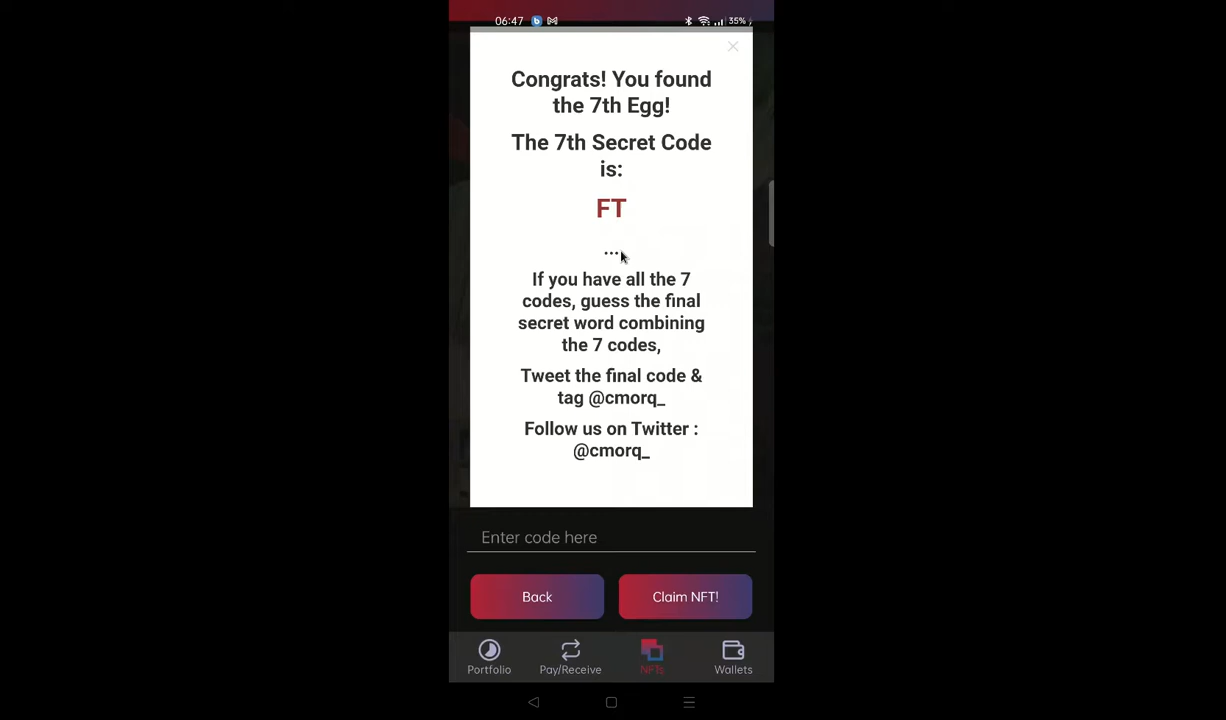 06:47
35%
Congrats! You found
the 7th Egg!
The 7th Secret Code
is:
FT
....
If you have all the 7
codes, guess the final
secret word combining
the 7 codes,
Tweet the final code &
tag @cmorq_
Follow us on Twitter :
@cmorq_
Enter code here
Back
Claim NFT!
Portfolio
Pay/Receive
NFTs
Wallets